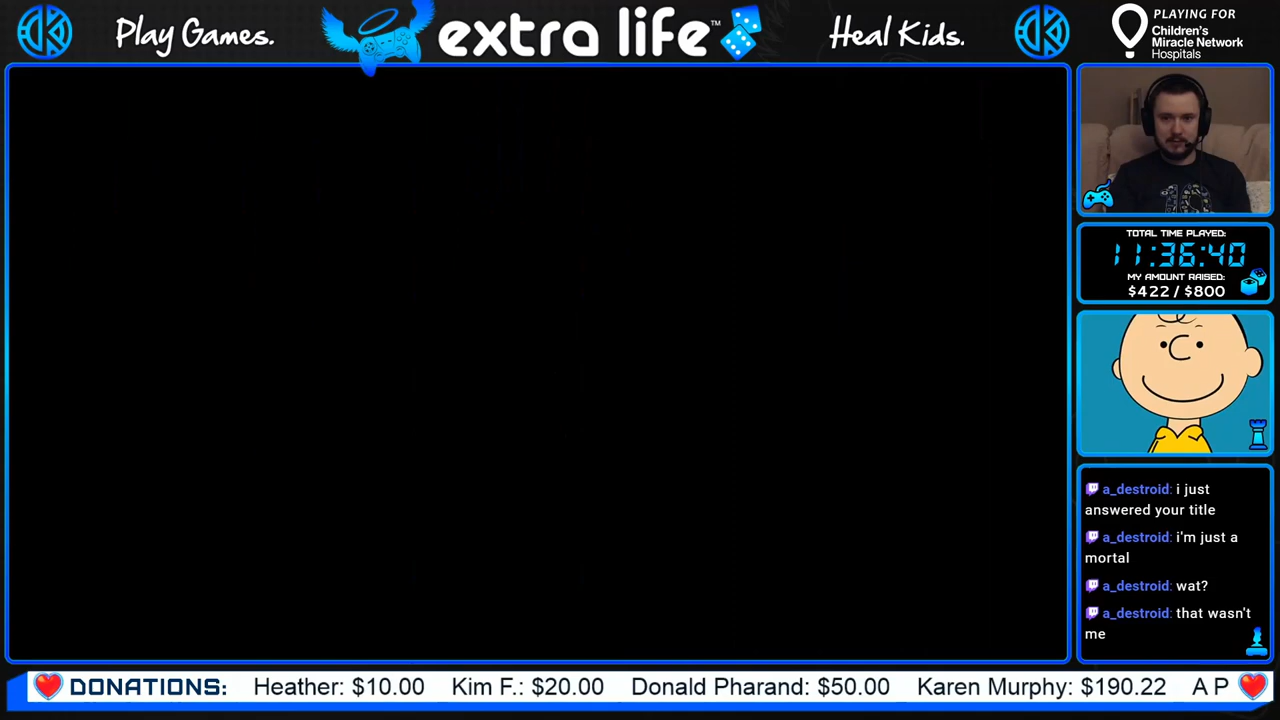 Play Games.
extra life™
Heal Kids.
PLAYING FOR
Children's
Miracle Network
Hospitals
TOTAL TIME PLAYED:
11:36:40
MY AMOUNT RAISED:
$422 / $800
a_destroid: i just
answered your title
a_destroid: i'm just a
mortal
a_destroid: wat?
a_destroid: that wasn't
me
DONATIONS: Heather: $10.00 Kim F.: $20.00 Donald Pharand: $50.00 Karen Murphy: $190.22 A P